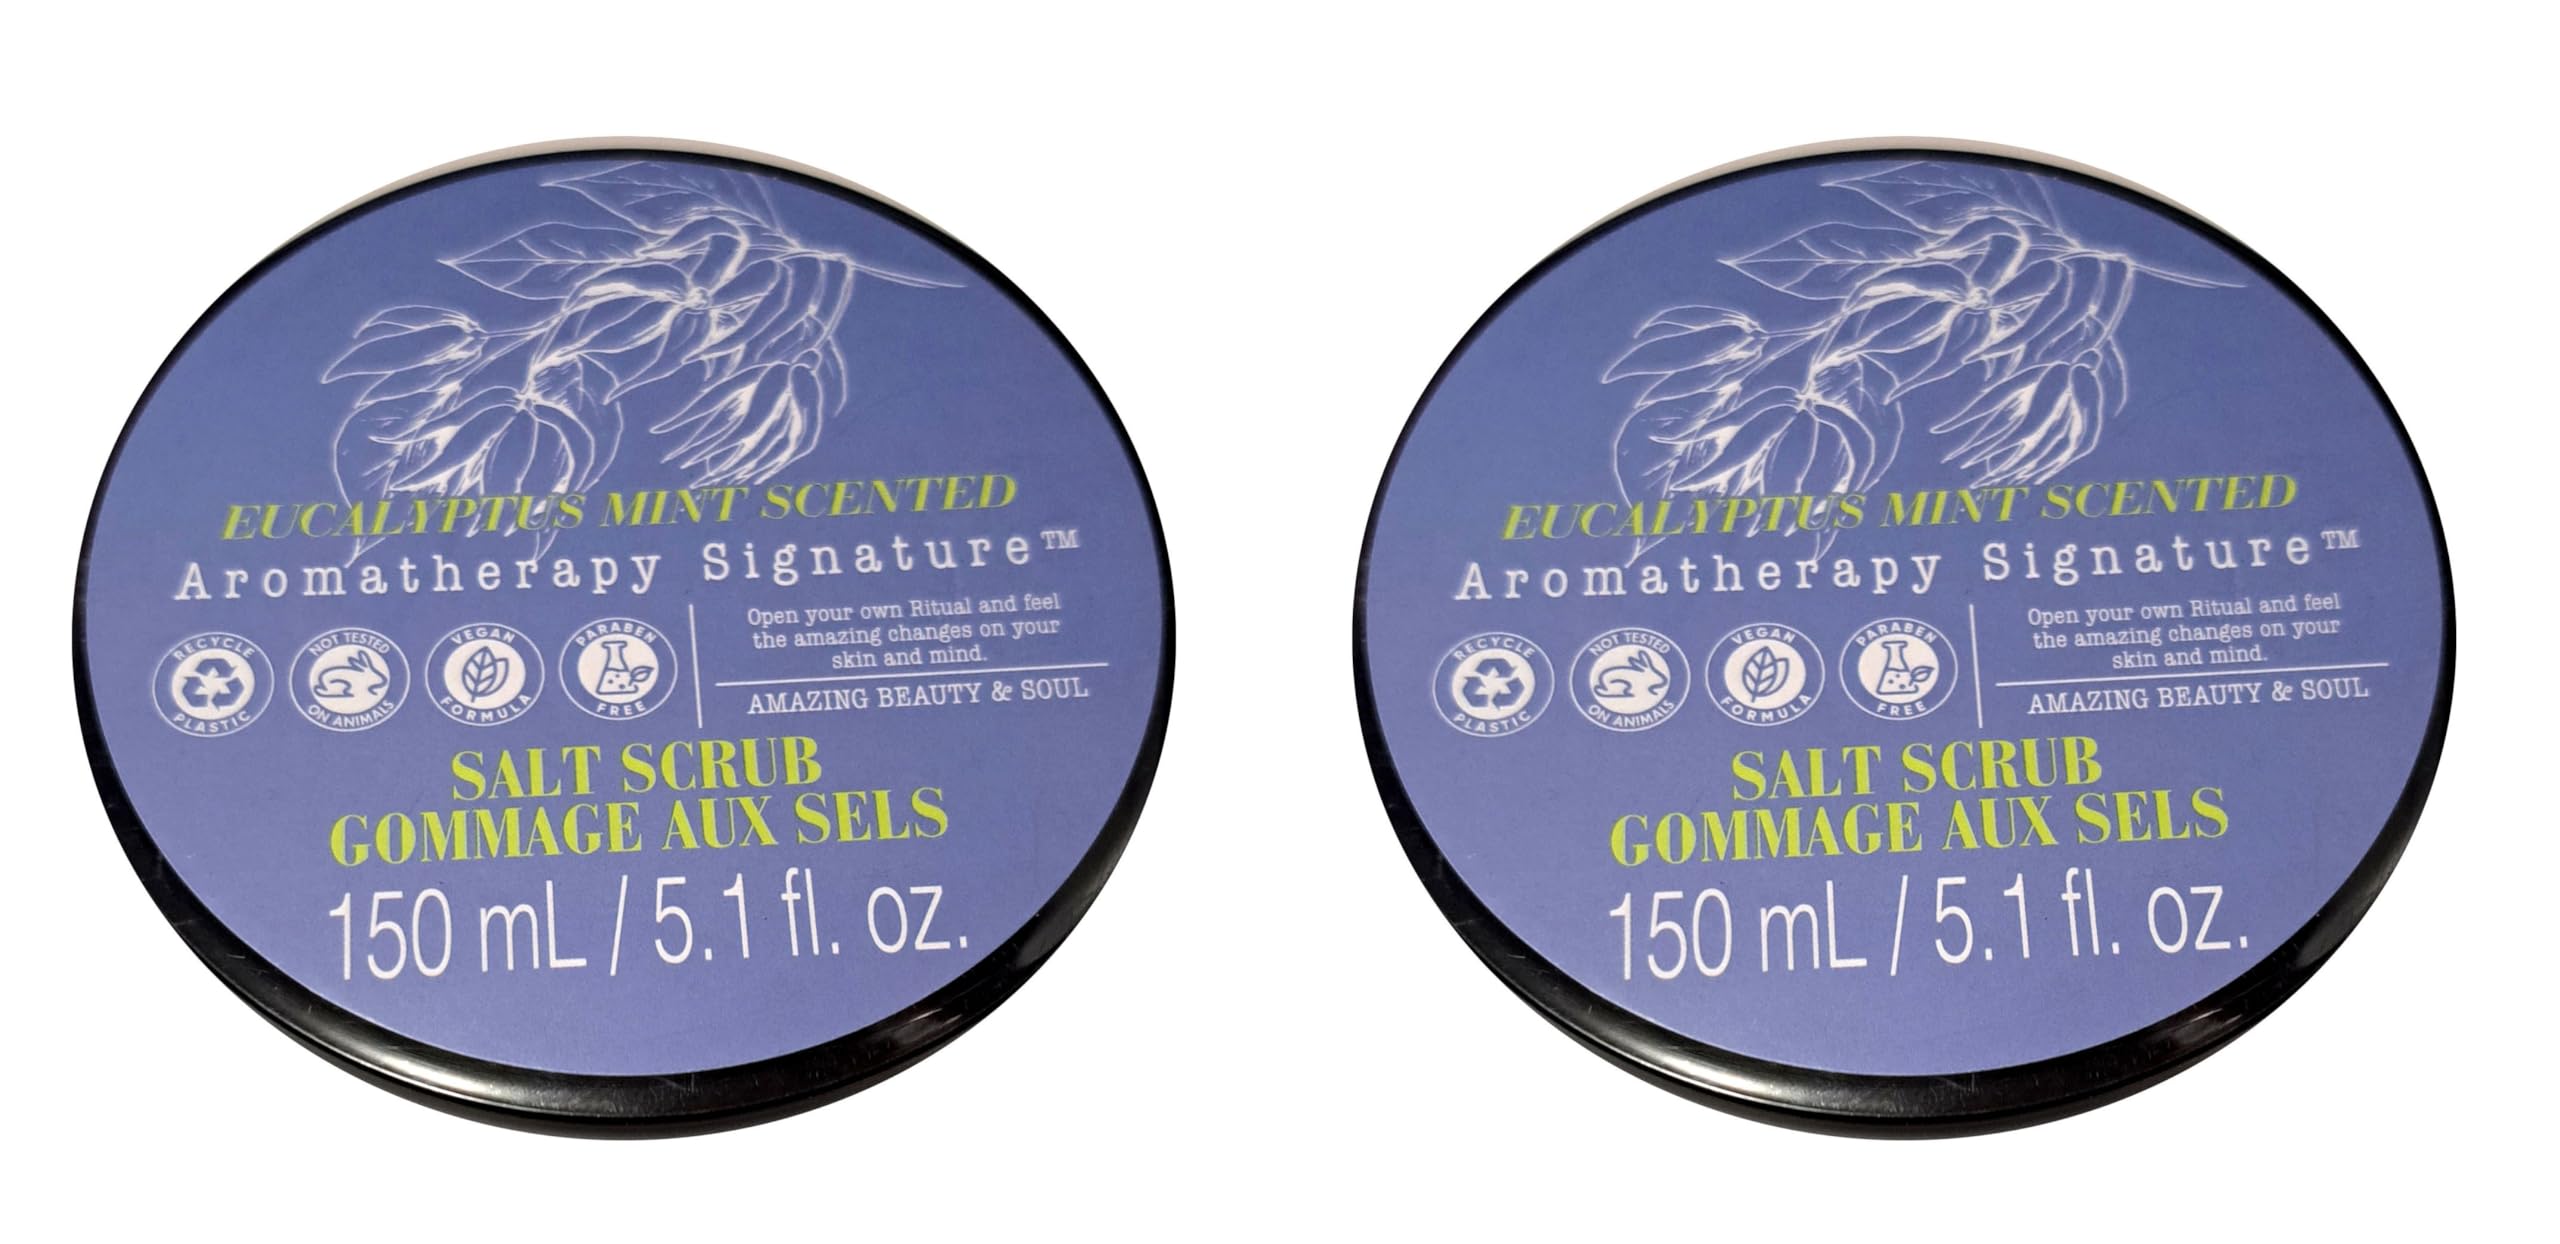 EUCALYPTUS MINT SCENTED
Aromatherapy Signature™
RECYCLE
PLASTIC
NOT TESTED
ON ANIMALS
VEGAN
FORMULA
PARABEN
FREE
Open your own Ritual and feel
the amazing changes on your
skin and mind.
AMAZING BEAUTY & SOUL
SALT SCRUB
GOMMAGE AUX SELS
150 mL / 5.1 fl. oz.
EUCALYPTUS MINT SCENTED
Aromatherapy Signature™
RECYCLE
PLASTIC
NOT TESTED
ON ANIMALS
VEGAN
FORMULA
PARABEN
FREE
Open your own Ritual and feel
the amazing changes on your
skin and mind.
AMAZING BEAUTY & SOUL
SALT SCRUB
GOMMAGE AUX SELS
150 mL / 5.1 fl. oz.